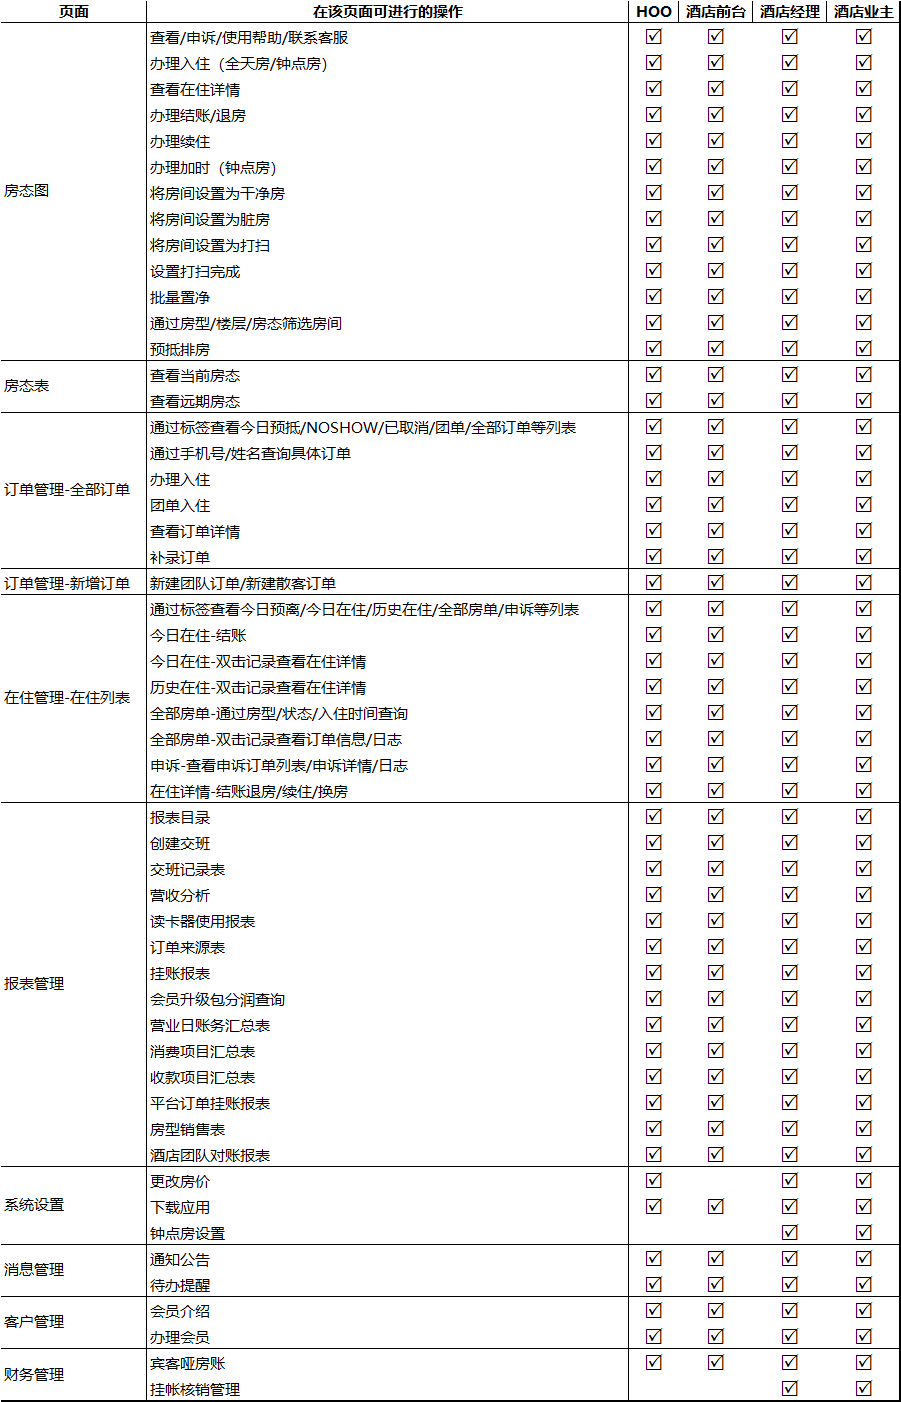 页面 在该页面可进行的操作 HOO 酒店前台 酒店经理 酒店业主
房态图
查看/申诉/使用帮助/联系客服 ☑ ☑ ☑ ☑
办理入住（全天房/钟点房） ☑ ☑ ☑ ☑
查看在住详情 ☑ ☑ ☑ ☑
办理结账/退房 ☑ ☑ ☑ ☑
办理续住 ☑ ☑ ☑ ☑
办理加时（钟点房） ☑ ☑ ☑ ☑
将房间设置为干净房 ☑ ☑ ☑ ☑
将房间设置为脏房 ☑ ☑ ☑ ☑
将房间设置为打扫 ☑ ☑ ☑ ☑
设置打扫完成 ☑ ☑ ☑ ☑
批量置净 ☑ ☑ ☑ ☑
通过房型/楼层/房态筛选房间 ☑ ☑ ☑ ☑
预抵排房 ☑ ☑ ☑ ☑
房态表
查看当前房态 ☑ ☑ ☑ ☑
查看远期房态 ☑ ☑ ☑ ☑
订单管理-全部订单
通过标签查看今日预抵/NOSHOW/已取消/团单/全部订单等列表 ☑ ☑ ☑ ☑
通过手机号/姓名查询具体订单 ☑ ☑ ☑ ☑
办理入住 ☑ ☑ ☑ ☑
团单入住 ☑ ☑ ☑ ☑
查看订单详情 ☑ ☑ ☑ ☑
补录订单 ☑ ☑ ☑ ☑
订单管理-新增订单 新建团队订单/新建散客订单 ☑ ☑ ☑ ☑
在住管理-在住列表
通过标签查看今日预离/今日在住/历史在住/全部房单/申诉等列表 ☑ ☑ ☑ ☑
今日在住-结账 ☑ ☑ ☑ ☑
今日在住-双击记录查看在住详情 ☑ ☑ ☑ ☑
历史在住-双击记录查看在住详情 ☑ ☑ ☑ ☑
全部房单-通过房型/状态/入住时间查询 ☑ ☑ ☑ ☑
全部房单-双击记录查看订单信息/日志 ☑ ☑ ☑ ☑
申诉-查看申诉订单列表/申诉详情/日志 ☑ ☑ ☑ ☑
在住详情-结账退房/续住/换房 ☑ ☑ ☑ ☑
报表管理
报表目录 ☑ ☑ ☑ ☑
创建交班 ☑ ☑ ☑ ☑
交班记录表 ☑ ☑ ☑ ☑
营收分析 ☑ ☑ ☑ ☑
读卡器使用报表 ☑ ☑ ☑ ☑
订单来源表 ☑ ☑ ☑ ☑
挂账报表 ☑ ☑ ☑ ☑
会员升级包分润查询 ☑ ☑ ☑ ☑
营业日账务汇总表 ☑ ☑ ☑ ☑
消费项目汇总表 ☑ ☑ ☑ ☑
收款项目汇总表 ☑ ☑ ☑ ☑
平台订单挂账报表 ☑ ☑ ☑ ☑
房型销售表 ☑ ☑ ☑ ☑
酒店团队对账报表 ☑ ☑ ☑ ☑
系统设置
更改房价 ☑ ☑ ☑
下载应用 ☑ ☑ ☑ ☑
钟点房设置 ☑ ☑
消息管理
通知公告 ☑ ☑ ☑ ☑
待办提醒 ☑ ☑ ☑ ☑
客户管理
会员介绍 ☑ ☑ ☑ ☑
办理会员 ☑ ☑ ☑ ☑
财务管理
宾客哑房账 ☑ ☑ ☑ ☑
挂帐核销管理 ☑ ☑